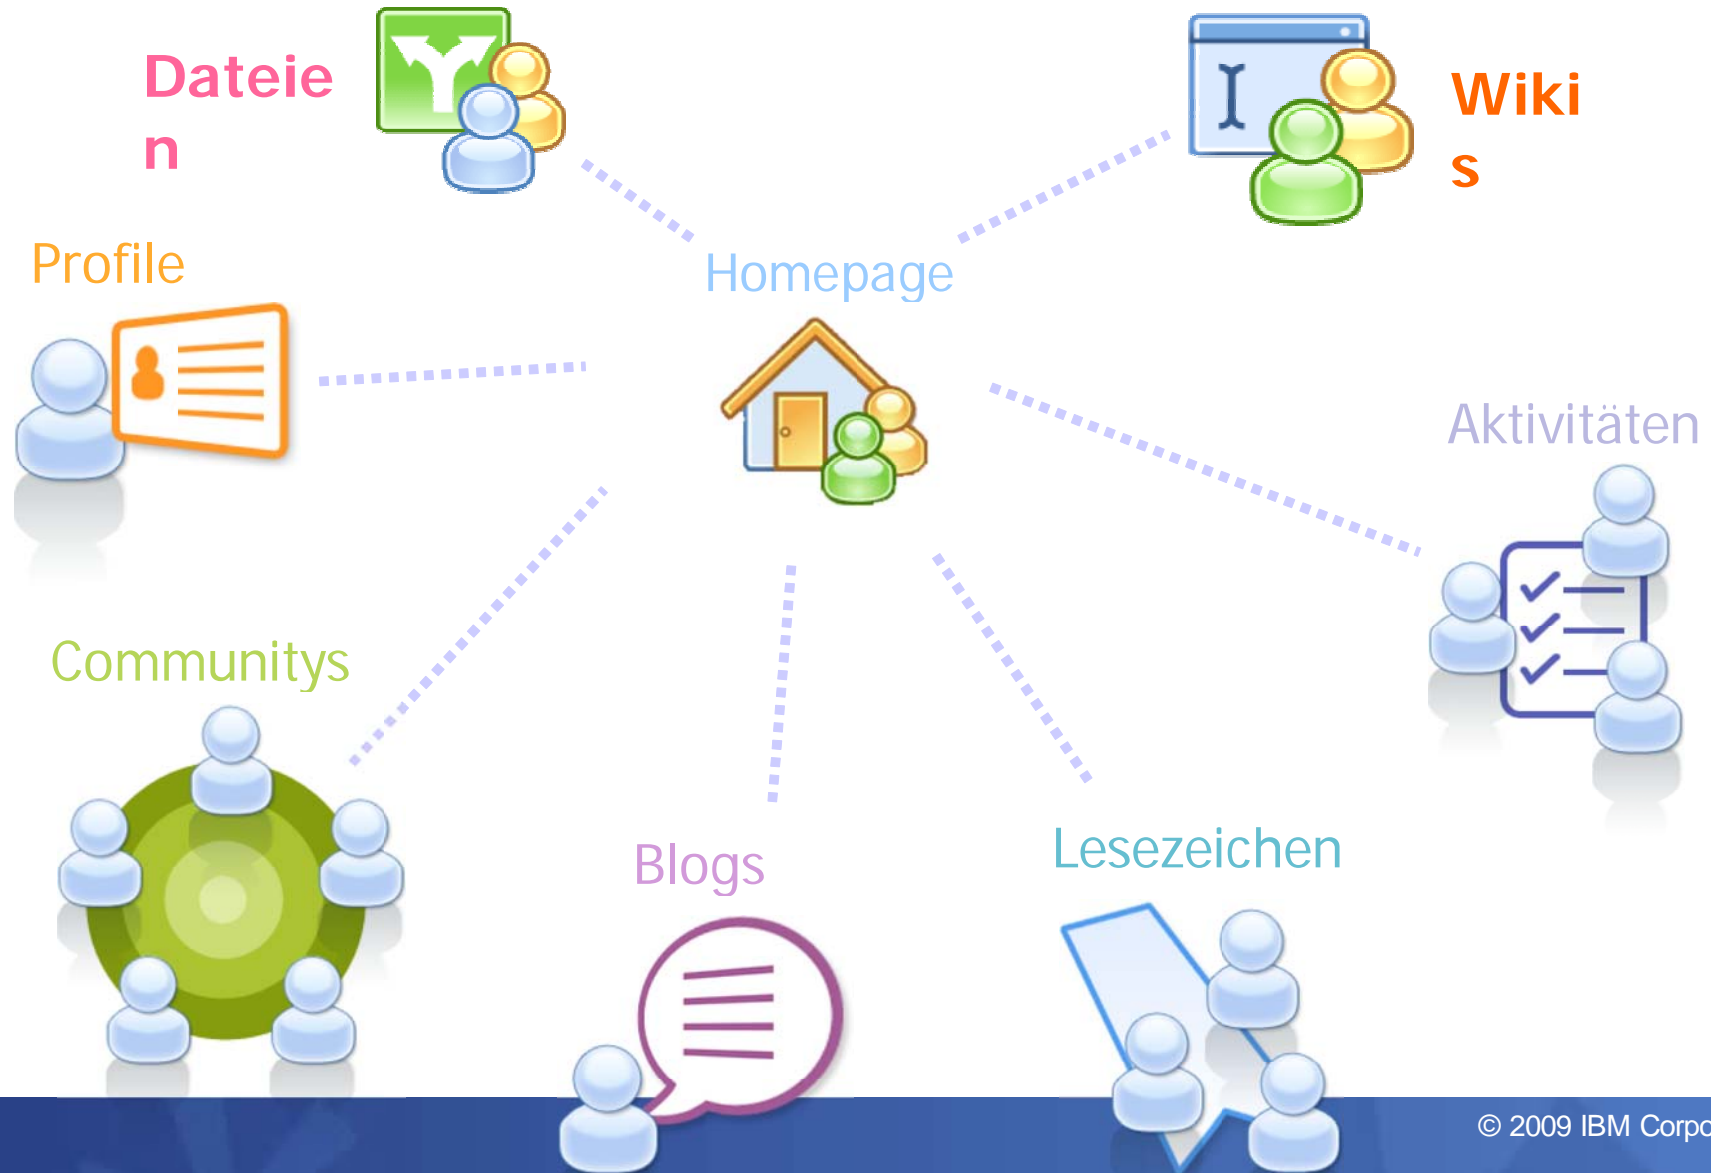 Dateie
n
Wiki
s
Profile
Homepage
Aktivitäten
Communitys
Blogs
Lesezeichen
© 2009 IBM Corpo